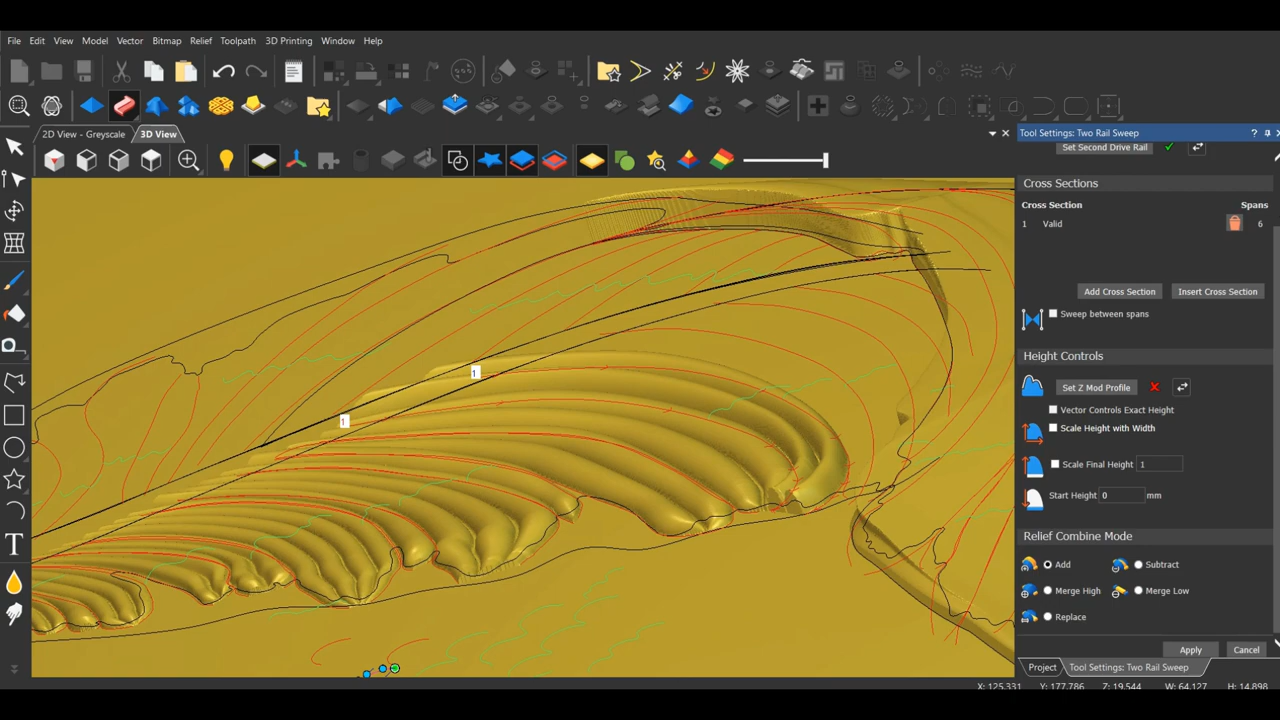 File Edit View Model Vector Bitmap Relief Toolpath 3D Printing Window Help
2D View - Greyscale 3D View
Tool Settings: Two Rail Sweep ?
Set Second Drive Rail
Cross Sections
Cross Section Spans
1 Valid 6
Add Cross Section Insert Cross Section
Sweep between spans
Height Controls
Set Z Mod Profile
Vector Controls Exact Height
Scale Height with Width
Scale Final Height 1
Start Height 0 mm
Relief Combine Mode
Add Subtract
Merge High Merge Low
Replace
Apply Cancel
Project Tool Settings: Two Rail Sweep
X: 125.331 Y: 177.786 Z: 19.544 W: 64.127 H: 14.898
1
1
T